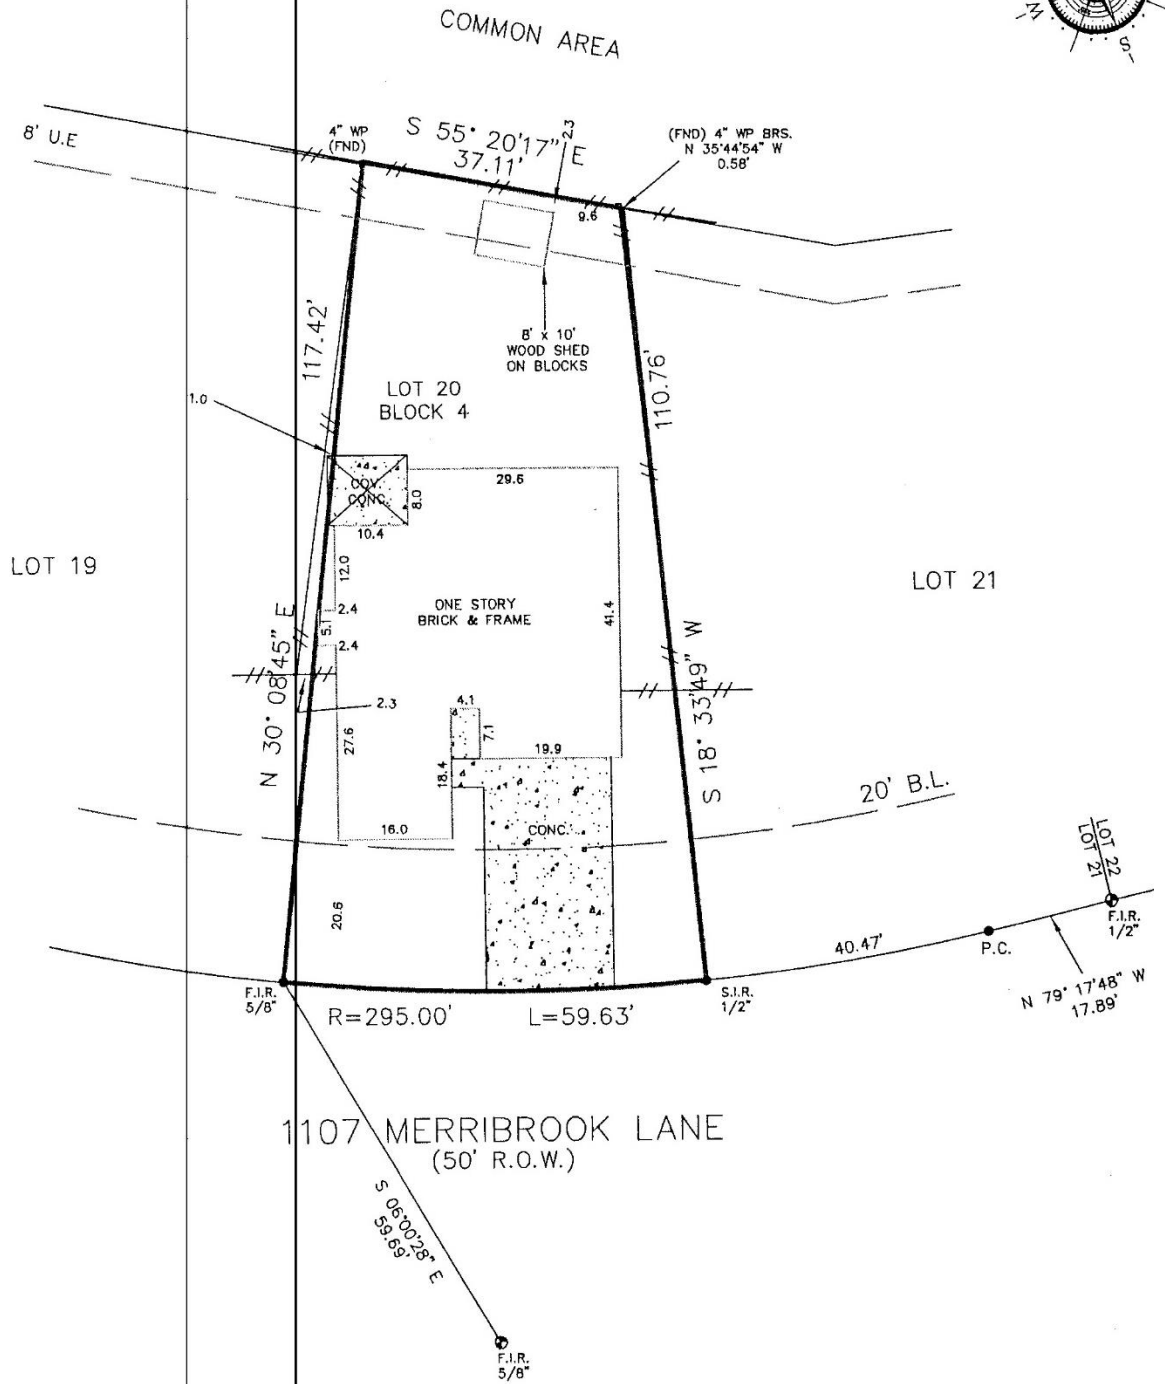 COMMON AREA
S
8' U.E
4" WP
(FND)
S 55° 20'17" E
37.11'
2.3
(FND) 4" WP BRS.
N 35°44'54" W
0.58'
9.6
8' x 10'
WOOD SHED
ON BLOCKS
117.42'
110.76'
1.0
LOT 20
BLOCK 4
COV.
CONC.
8.0
10.4
29.6
LOT 19
LOT 21
12.0
2.4
5.1
2.4
ONE STORY
BRICK & FRAME
41.4
N 30° 08'45" E
S 18° 33'49" W
2.3
27.6
4.1
7.1
19.9
18.4
16.0
CONC.
20' B.L.
20.6
LOT 22
LOT 21
F.I.R.
1/2"
40.47'
P.C.
N 79° 17'48" W
17.89'
F.I.R.
5/8"
R=295.00'
L=59.63'
S.I.R.
1/2"
1107 MERRIBROOK LANE
(50' R.O.W.)
S 06°00'28" E
59.69'
F.I.R.
5/8"